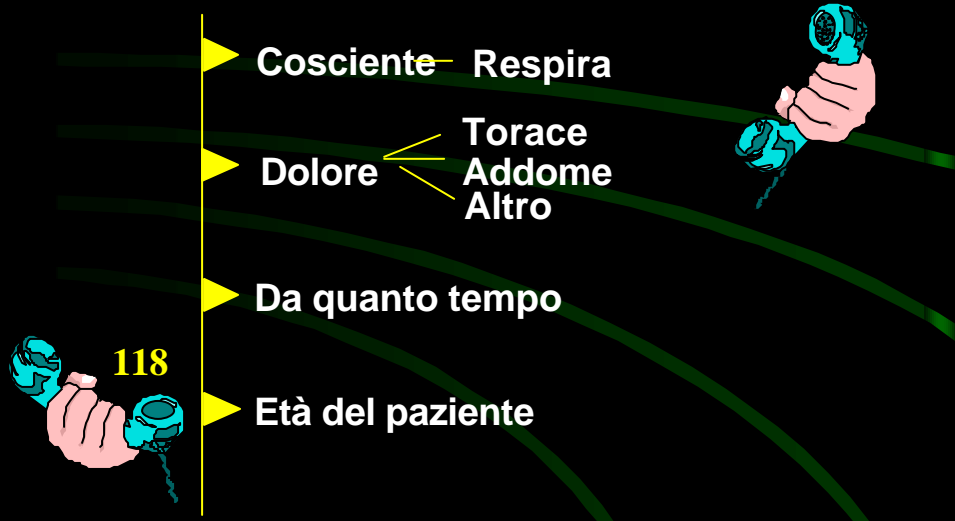 Cosciente Respira
Torace
Dolore Addome
Altro
Da quanto tempo
118
Età del paziente